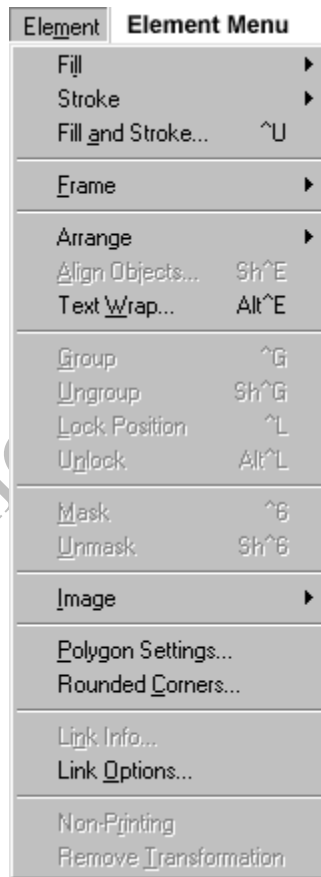 Element Element Menu
Fill
Stroke
Fill and Stroke... ^U
Frame
Arrange
Align Objects... Sh^E
Text Wrap... Alt^E
Group ^G
Ungroup Sh^G
Lock Position ^L
Unlock Alt^L
Mask ^6
Unmask Sh^6
Image
Polygon Settings...
Rounded Corners...
Link Info...
Link Options...
Non-Printing
Remove Transformation